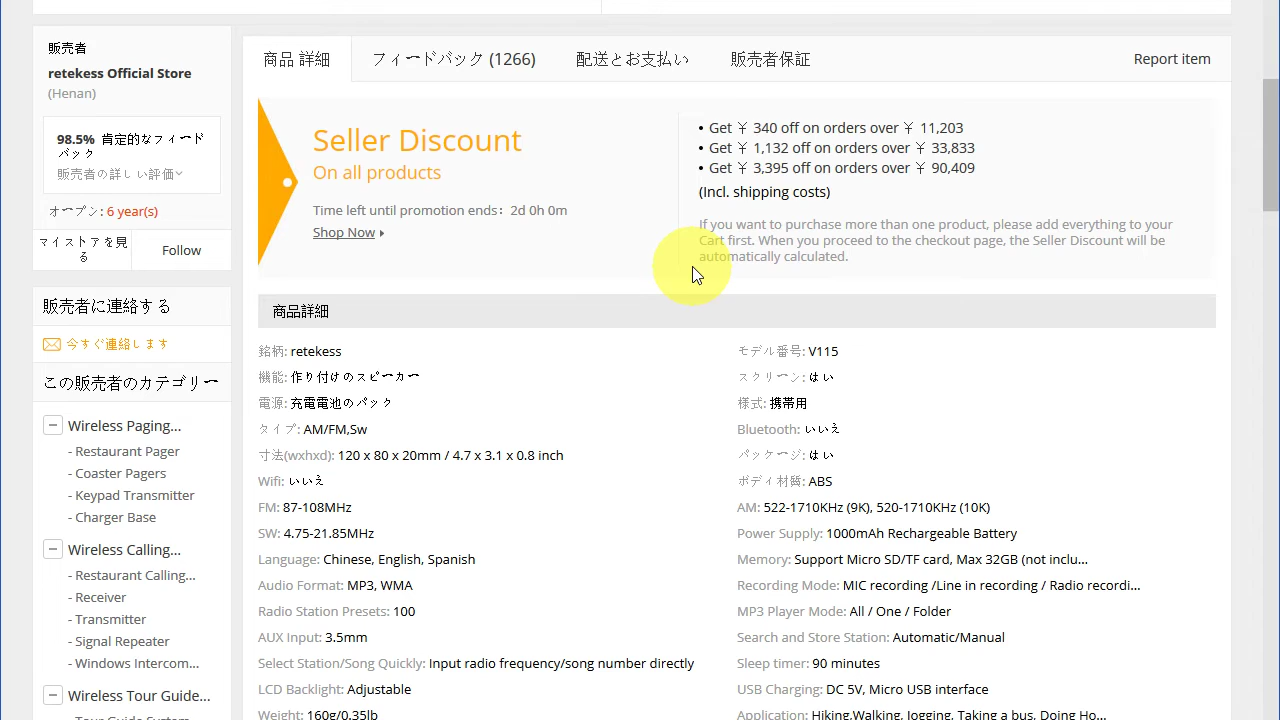 販売者
retekess Official Store
(Henan)
98.5% 肯定的なフィード
バック
販売者の詳しい評価
オープン: 6 year(s)
マイストアを見
る
Follow
販売者に連絡する
今すぐ連絡します
この販売者のカテゴリー
Wireless Paging...
- Restaurant Pager
- Coaster Pagers
- Keypad Transmitter
- Charger Base
Wireless Calling...
- Restaurant Calling...
- Receiver
- Transmitter
- Signal Repeater
- Windows Intercom...
Wireless Tour Guide...
- Tour Guide System
商品 詳細
フィードバック (1266)
配送とお支払い
販売者保証
Report item
Seller Discount
On all products
Time left until promotion ends: 2d 0h 0m
Shop Now
• Get ¥ 340 off on orders over ¥ 11,203
• Get ¥ 1,132 off on orders over ¥ 33,833
• Get ¥ 3,395 off on orders over ¥ 90,409
(Incl. shipping costs)
If you want to purchase more than one product, please add everything to your
Cart first. When you proceed to the checkout page, the Seller Discount will be
automatically calculated.
商品詳細
銘柄: retekess
モデル番号: V115
機能: 作り付けのスピーカー
スクリーン: はい
電源: 充電電池のパック
様式: 携帯用
タイプ: AM/FM,Sw
Bluetooth: いいえ
寸法(wxhxd): 120 x 80 x 20mm / 4.7 x 3.1 x 0.8 inch
パッケージ: はい
Wifi: いいえ
ボディ材質: ABS
FM: 87-108MHz
AM: 522-1710KHz (9K), 520-1710KHz (10K)
SW: 4.75-21.85MHz
Power Supply: 1000mAh Rechargeable Battery
Language: Chinese, English, Spanish
Memory: Support Micro SD/TF card, Max 32GB (not inclu...
Audio Format: MP3, WMA
Recording Mode: MIC recording /Line in recording / Radio recordi...
Radio Station Presets: 100
MP3 Player Mode: All / One / Folder
AUX Input: 3.5mm
Search and Store Station: Automatic/Manual
Select Station/Song Quickly: Input radio frequency/song number directly
Sleep timer: 90 minutes
LCD Backlight: Adjustable
USB Charging: DC 5V, Micro USB interface
Weight: 160g/0.35lb
Application: Hiking,Walking, Jogging, Taking a bus, Doing Ho...